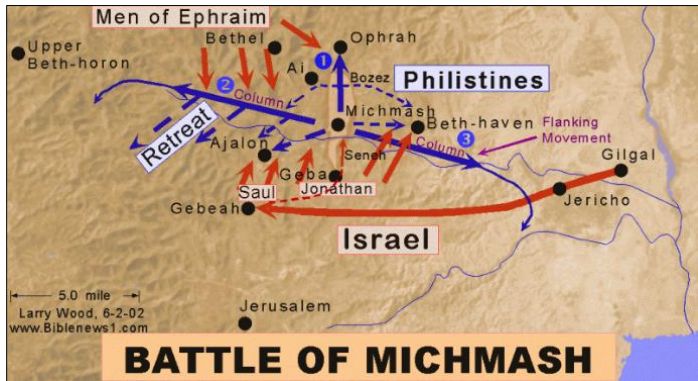 Men of Ephraim
Upper
Beth-horon
Bethel
1
Ophrah
Ai
Bozez
Philistines
2
Column
Michmash
Beth-haven
Retreat
Ajalon
Column
3
Flanking
Movement
Seneh
Geba
Jonathan
Saul
Gebeah
Gilgal
Jericho
Israel
5.0 mile
Larry Wood, 6-2-02
www.Biblenews1.com
Jerusalem
BATTLE OF MICHMASH